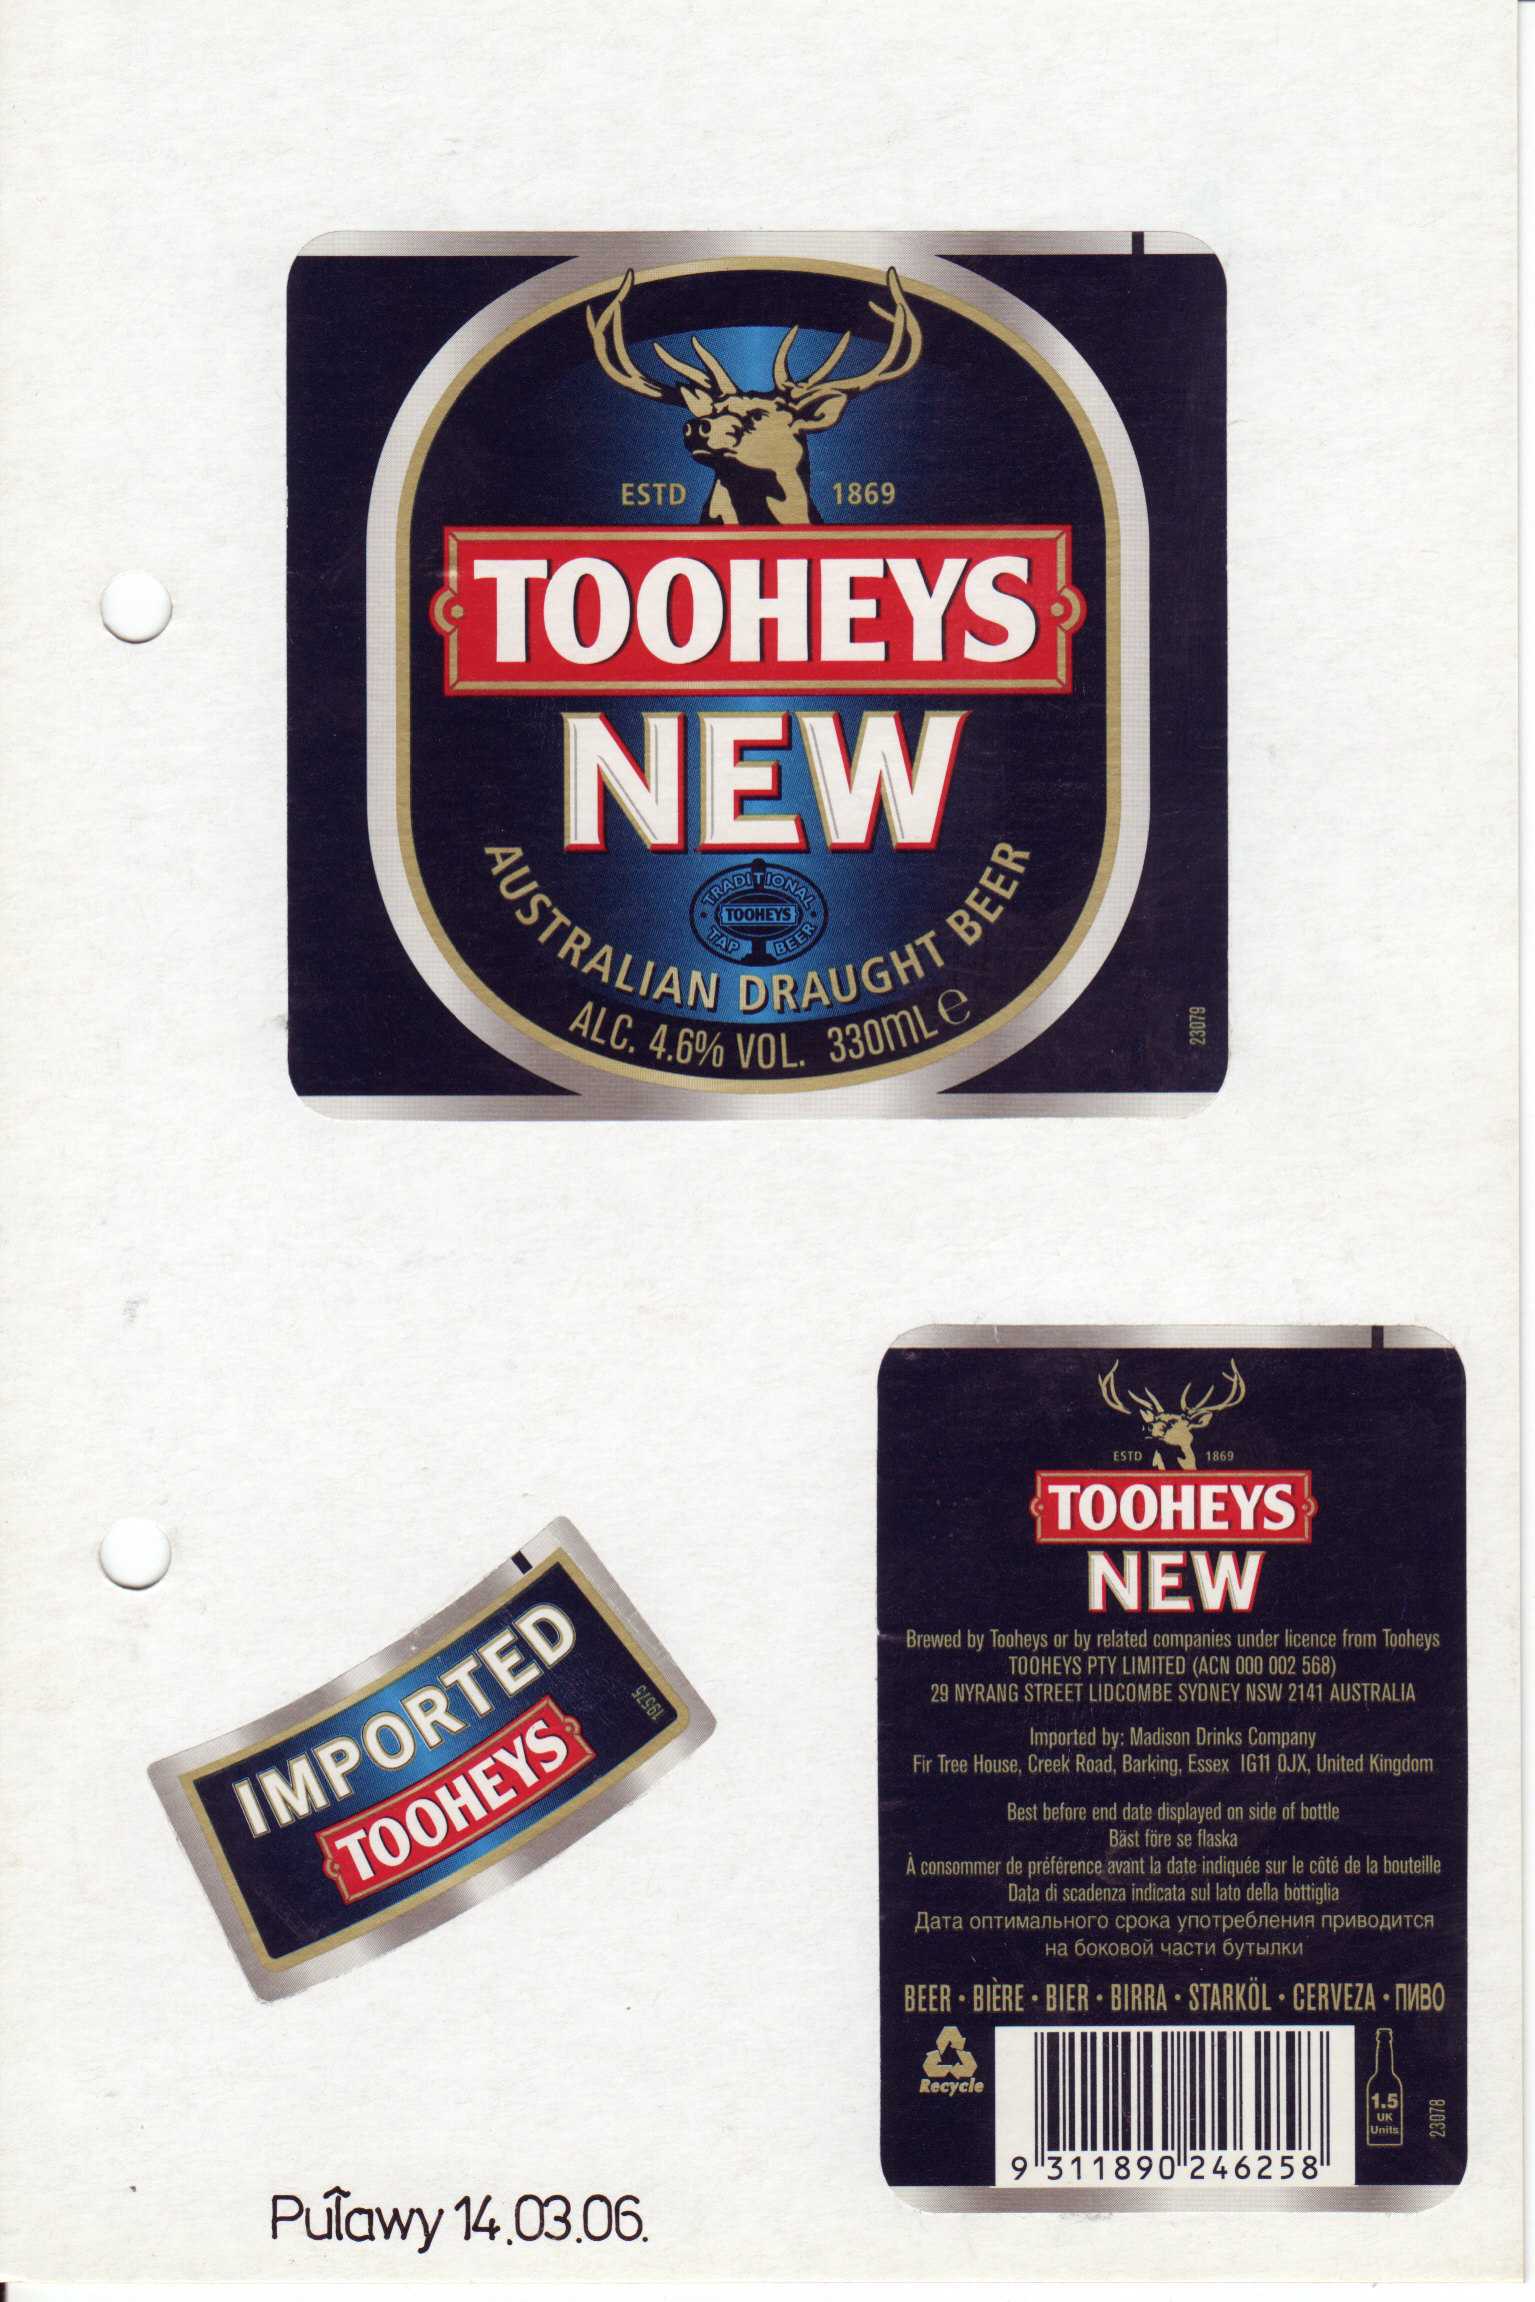 ESTD 1869
TOOHEYS
NEW
TRADITIONAL
TOOHEYS
TAP BEER
AUSTRALIAN DRAUGHT BEER
ALC. 4.6% VOL. 330mL e
23079
IMPORTED
TOOHEYS
19575
ESTD 1869
TOOHEYS
NEW
Brewed by Tooheys or by related companies under licence from Tooheys
TOOHEYS PTY LIMITED (ACN 000 002 568)
29 NYRANG STREET LIDCOMBE SYDNEY NSW 2141 AUSTRALIA
Imported by: Madison Drinks Company
Fir Tree House, Creek Road, Barking, Essex IG11 0JX, United Kingdom
Best before end date displayed on side of bottle
Bäst före se flaska
À consommer de préférence avant la date indiquée sur le côté de la bouteille
Data di scadenza indicata sul lato della bottiglia
Дата оптимального срока употребления приводится
на боковой части бутылки
BEER • BIÈRE • BIER • BIRRA • STARKÖL • CERVEZA • ПИВО
Recycle
1.5
UK
Units
23078
9 311890 246258
Puławy 14.03.06.